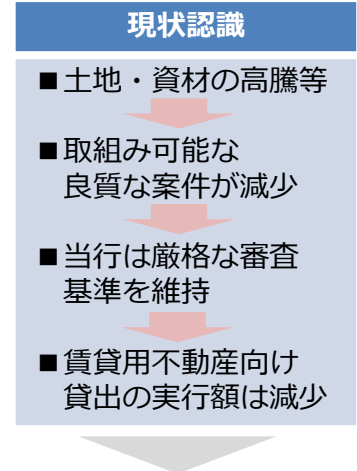 現状認識
■土地・資材の高騰等
■取組み可能な
良質な案件が減少
■当行は厳格な審査
基準を維持
■賃貸用不動産向け
貸出の実行額は減少